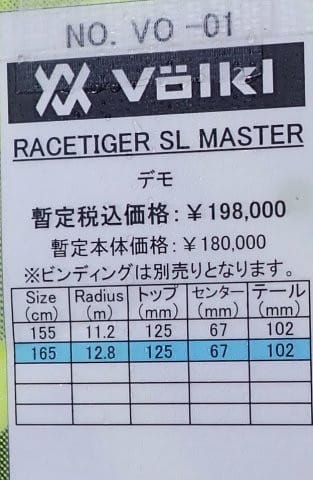 NO. VO -01
Völkl
RACETIGER SL MASTER
デモ
暫定税込価格：￥198,000
暫定本体価格：￥180,000
※ビンディングは別売りとなります。
Size (cm) Radius (m) トップ (mm) センター (mm) テール (mm)
155 11.2 125 67 102
165 12.8 125 67 102